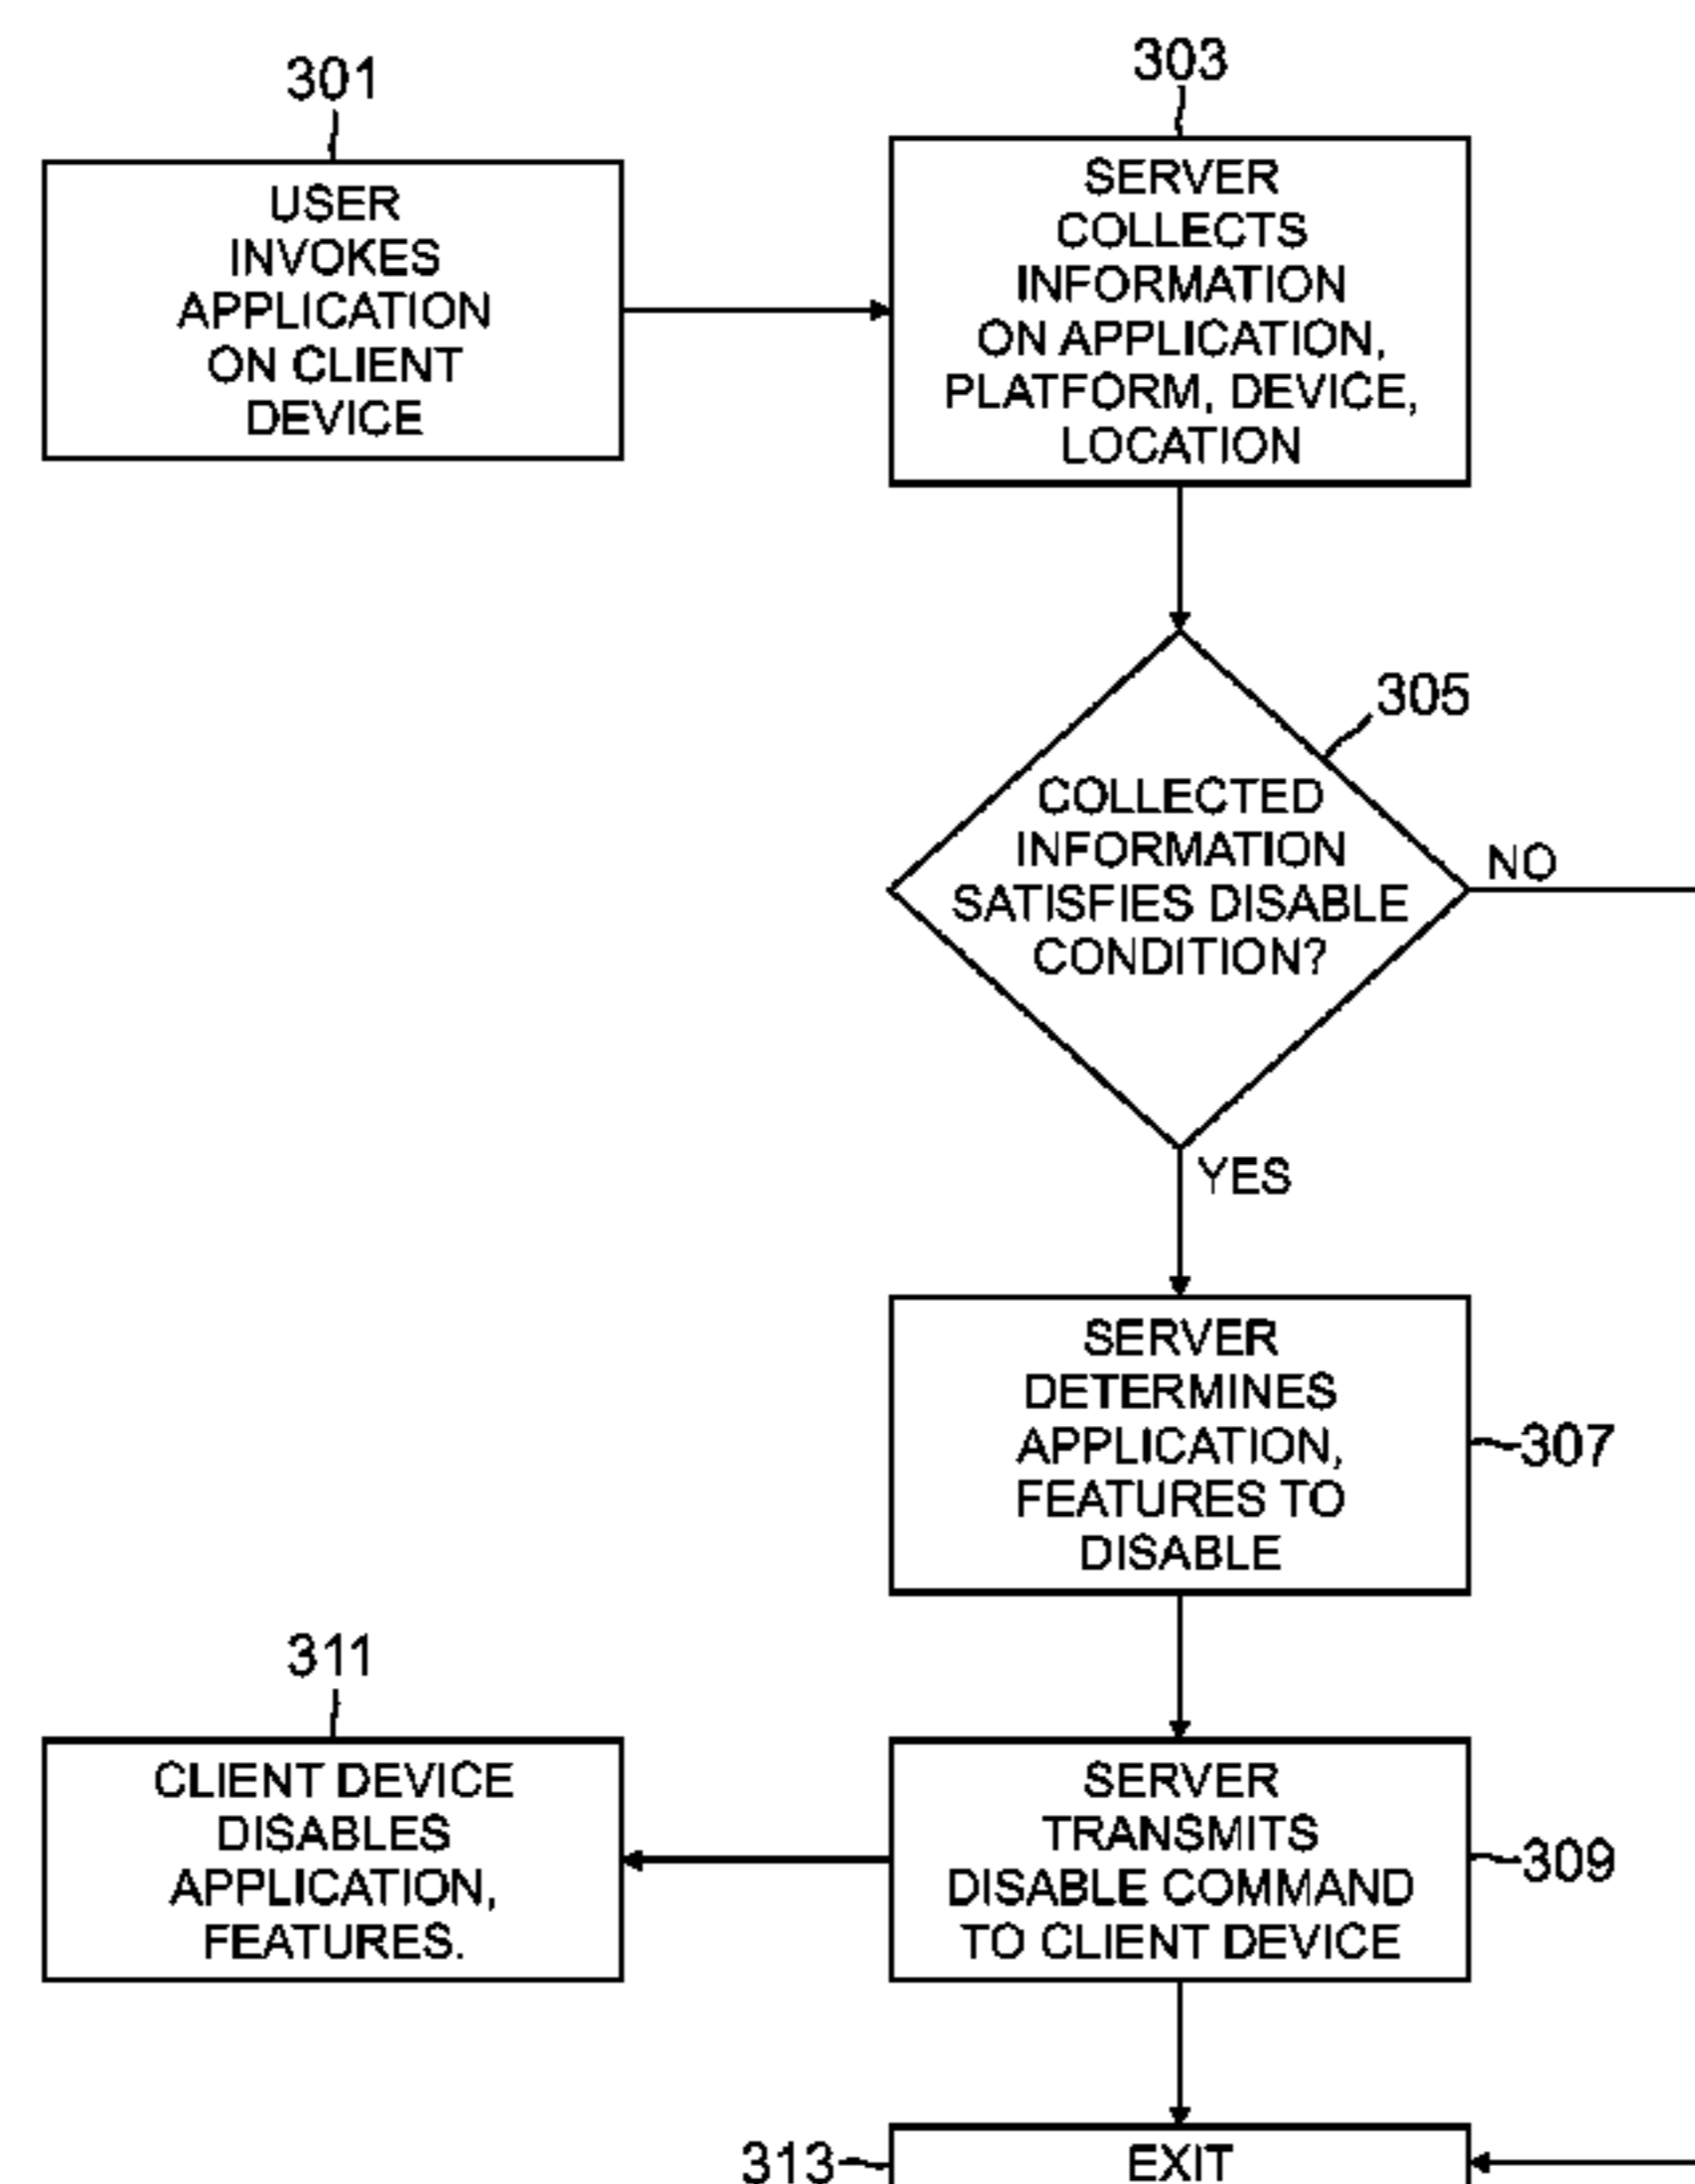 301
USER
INVOKES
APPLICATION
ON CLIENT
DEVICE
303
SERVER
COLLECTS
INFORMATION
ON APPLICATION,
PLATFORM, DEVICE,
LOCATION
305
COLLECTED
INFORMATION
SATISFIES DISABLE
CONDITION?
NO
YES
SERVER
DETERMINES
APPLICATION,
FEATURES TO
DISABLE
307
311
CLIENT DEVICE
DISABLES
APPLICATION,
FEATURES.
SERVER
TRANSMITS
DISABLE COMMAND
TO CLIENT DEVICE
309
313
EXIT